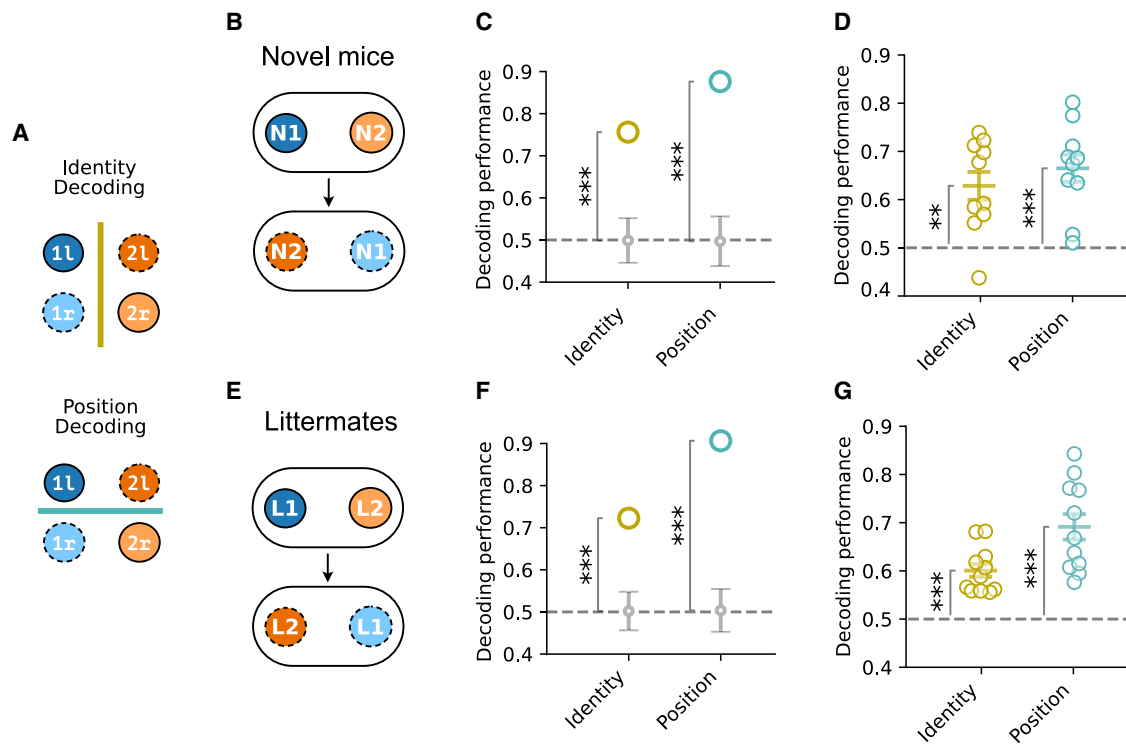 A
Identity
Decoding
1l
2l
1r
2r
Position
Decoding
1l
2l
1r
2r
B
Novel mice
N1
N2
N2
N1
C
Decoding performance
0.9
0.8
0.7
0.6
0.5
0.4
***
***
Identity
Position
D
Decoding performance
0.9
0.8
0.7
0.6
0.5
0.4
**
***
Identity
Position
E
Littermates
L1
L2
L2
L1
F
Decoding performance
0.9
0.8
0.7
0.6
0.5
0.4
***
***
Identity
Position
G
Decoding performance
0.9
0.8
0.7
0.6
0.5
0.4
***
***
Identity
Position